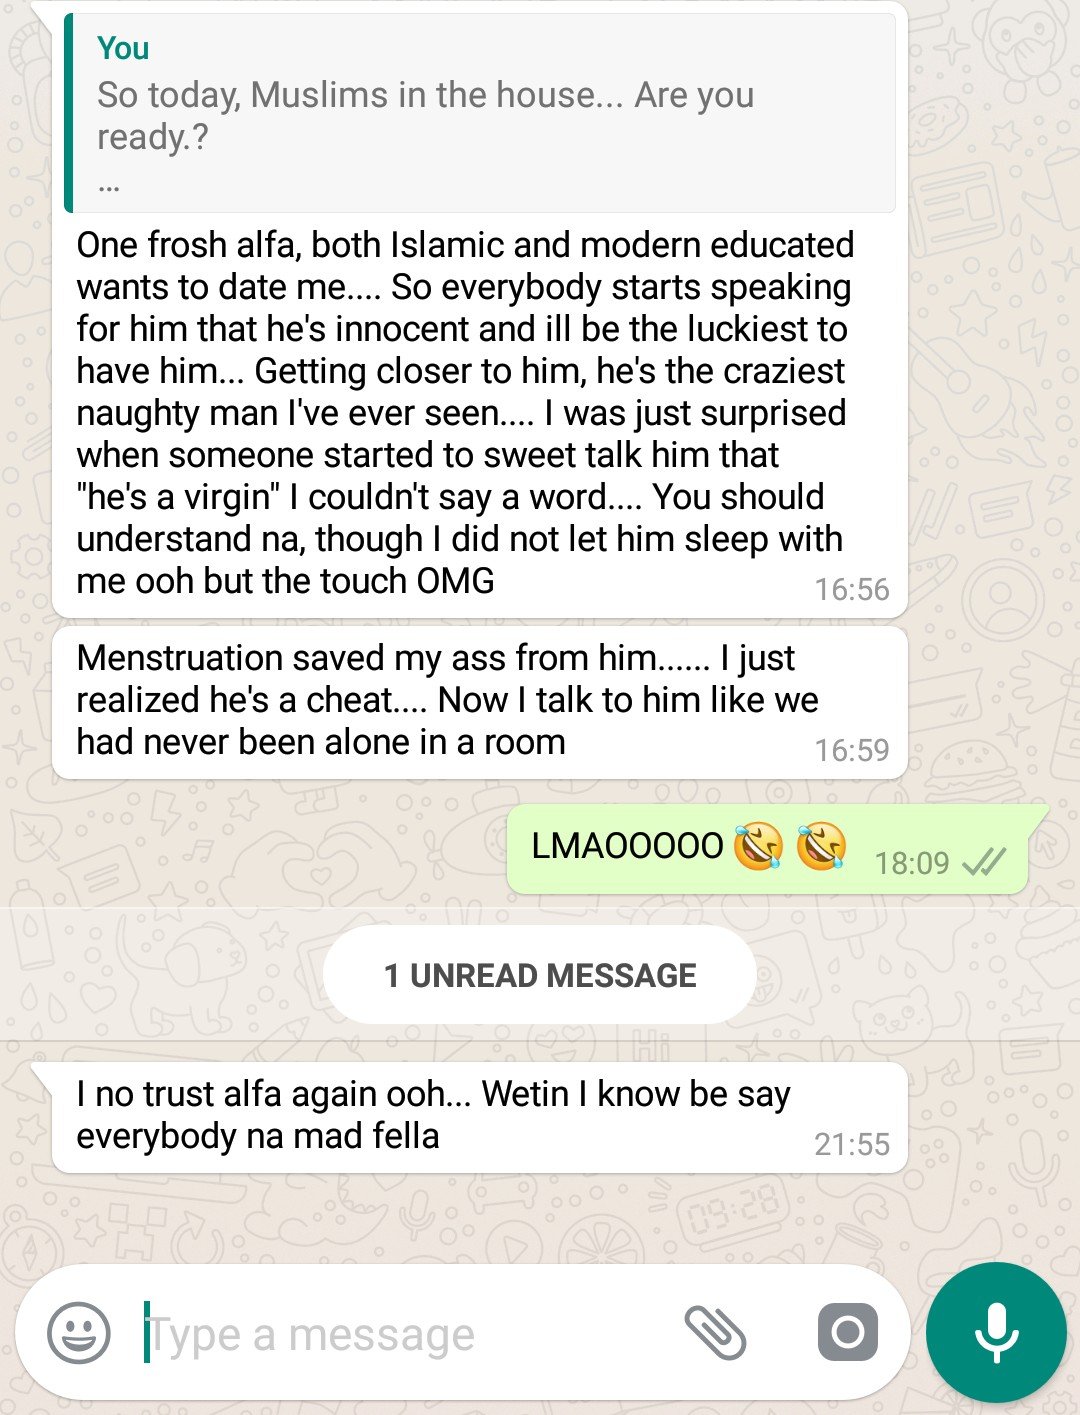 You
So today, Muslims in the house... Are you
ready.?
...
One frosh alfa, both Islamic and modern educated
wants to date me.... So everybody starts speaking
for him that he's innocent and ill be the luckiest to
have him... Getting closer to him, he's the craziest
naughty man I've ever seen.... I was just surprised
when someone started to sweet talk him that
"he's a virgin" I couldn't say a word.... You should
understand na, though I did not let him sleep with
me ooh but the touch OMG
16:56
Menstruation saved my ass from him...... I just
realized he's a cheat.... Now I talk to him like we
had never been alone in a room
16:59
LMAOOOOO 🤣 🤣
18:09
1 UNREAD MESSAGE
I no trust alfa again ooh... Wetin I know be say
everybody na mad fella
21:55
Type a message